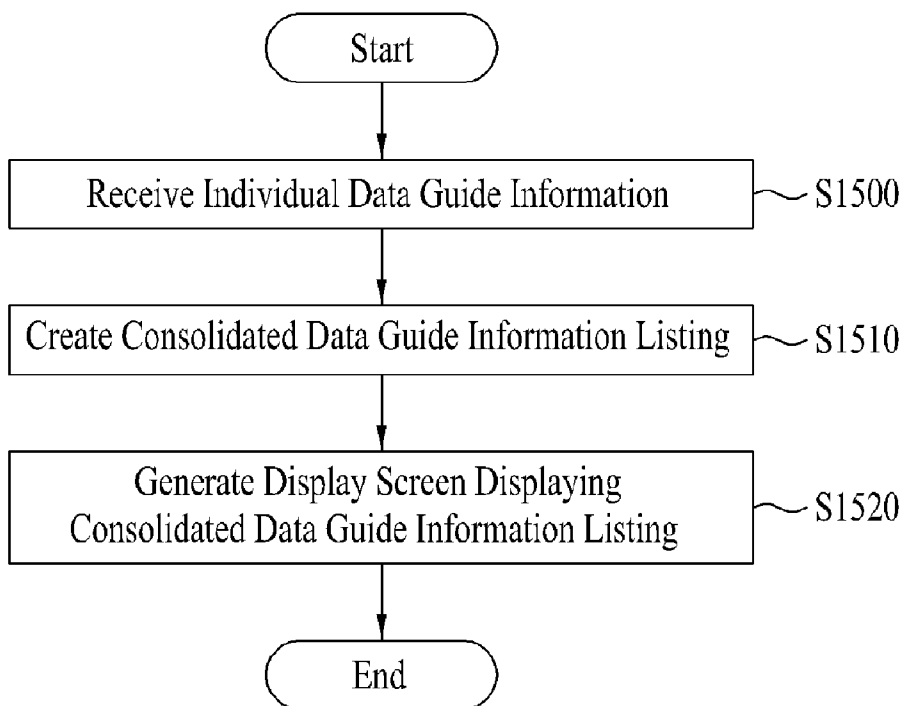 Start
Receive Individual Data Guide Information
S1500
Create Consolidated Data Guide Information Listing
S1510
Generate Display Screen Displaying
Consolidated Data Guide Information Listing
S1520
End